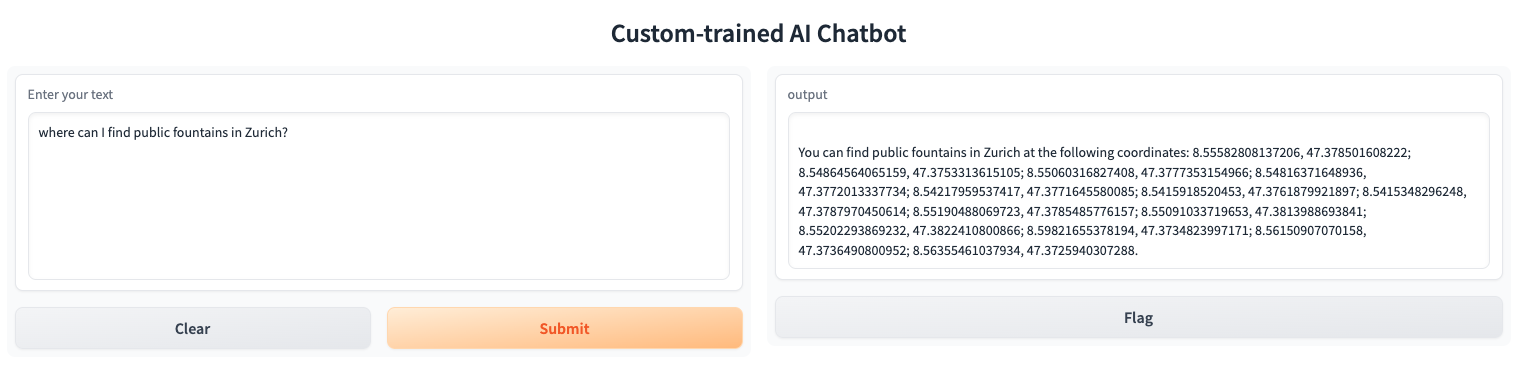 Custom-trained AI Chatbot
Enter your text
where can I find public fountains in Zurich?
Clear
Submit
output
You can find public fountains in Zurich at the following coordinates: 8.55582808137206, 47.378501608222;
8.54864564065159, 47.3753313615105; 8.55060316827408, 47.3777353154966; 8.54816371648936,
47.3772013337734; 8.54217959537417, 47.3771645580085; 8.5415918520453, 47.3761879921897; 8.5415348296248,
47.3787970450614; 8.55190488069723, 47.3785485776157; 8.55091033719653, 47.3813988693841;
8.55202293869232, 47.3822410800866; 8.59821655378194, 47.3734823997171; 8.56150907070158,
47.3736490800952; 8.56355461037934, 47.3725940307288.
Flag